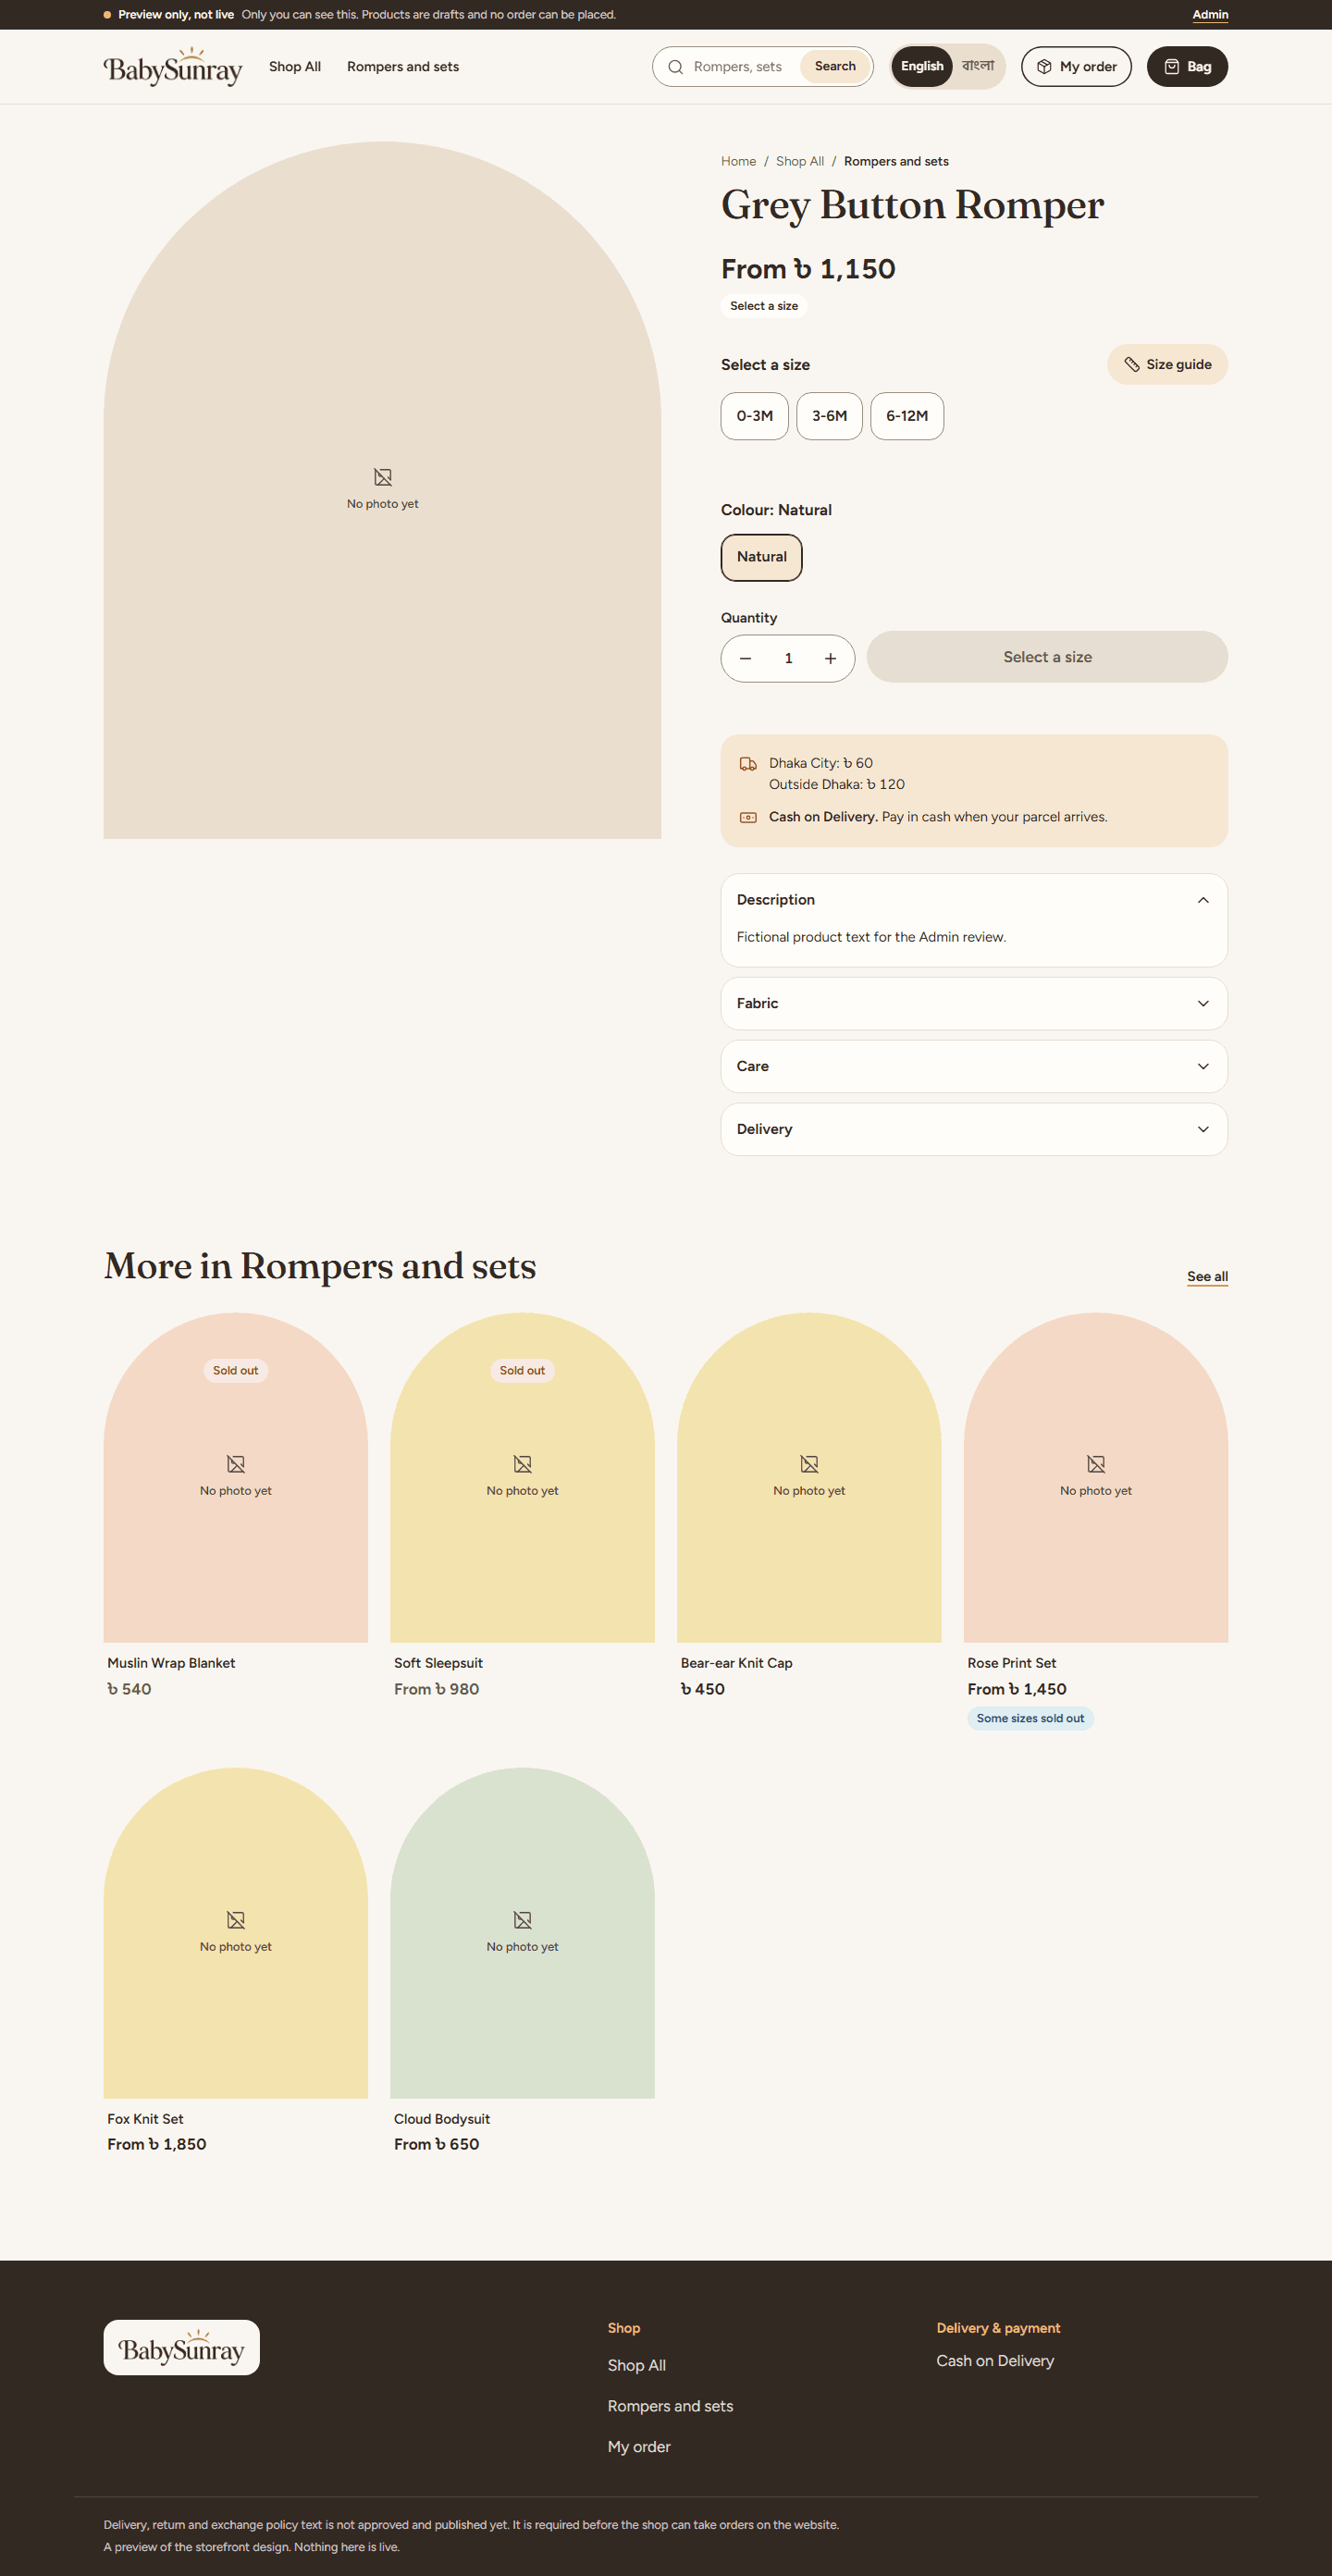 Preview only, not live Only you can see this. Products are drafts and no order can be placed. Admin
BabySunray Shop All Rompers and sets Rompers, sets Search English বাংলা My order Bag
Home / Shop All / Rompers and sets
Grey Button Romper
From ৳ 1,150
Select a size
Select a size Size guide
0-3M 3-6M 6-12M
No photo yet
Colour: Natural
Natural
Quantity
1 Select a size
Dhaka City: ৳ 60
Outside Dhaka: ৳ 120
Cash on Delivery. Pay in cash when your parcel arrives.
Description
Fictional product text for the Admin review.
Fabric
Care
Delivery
More in Rompers and sets See all
Sold out Sold out
No photo yet No photo yet No photo yet No photo yet
Muslin Wrap Blanket Soft Sleepsuit Bear-ear Knit Cap Rose Print Set
৳ 540 From ৳ 980 ৳ 450 From ৳ 1,450
Some sizes sold out
No photo yet No photo yet
Fox Knit Set Cloud Bodysuit
From ৳ 1,850 From ৳ 650
BabySunray Shop Delivery & payment
Shop All Cash on Delivery
Rompers and sets
My order
Delivery, return and exchange policy text is not approved and published yet. It is required before the shop can take orders on the website.
A preview of the storefront design. Nothing here is live.